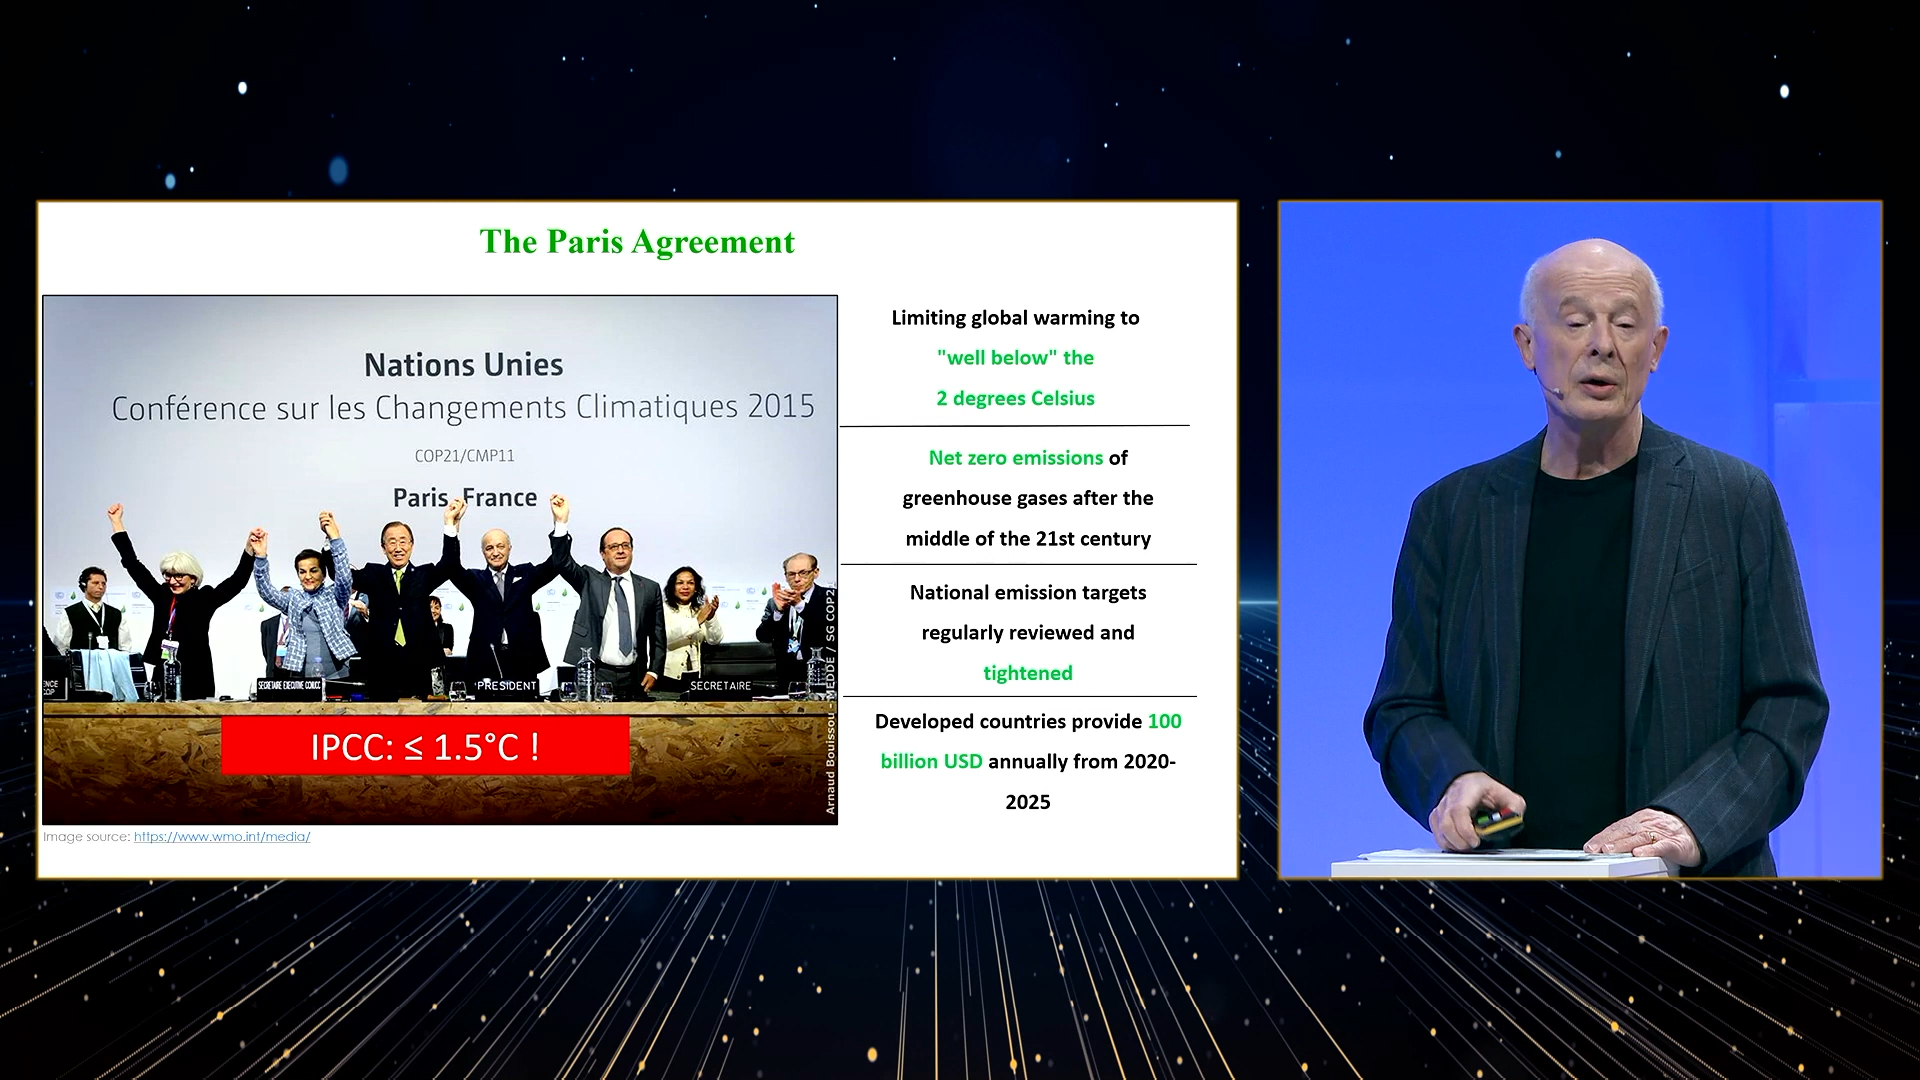 The Paris Agreement
Nations Unies
Conférence sur les Changements Climatiques 2015
COP21/CMP11
Paris, France
SECRETAIRE EXECUTIVE CCNUCC
PRESIDENT
SECRETAIRE
IPCC: ≤ 1.5°C !
Arnaud Bouissou - MEDDE / SG COP21
Image source: https://www.wmo.int/media/
Limiting global warming to
"well below" the
2 degrees Celsius
Net zero emissions of
greenhouse gases after the
middle of the 21st century
National emission targets
regularly reviewed and
tightened
Developed countries provide 100
billion USD annually from 2020-
2025